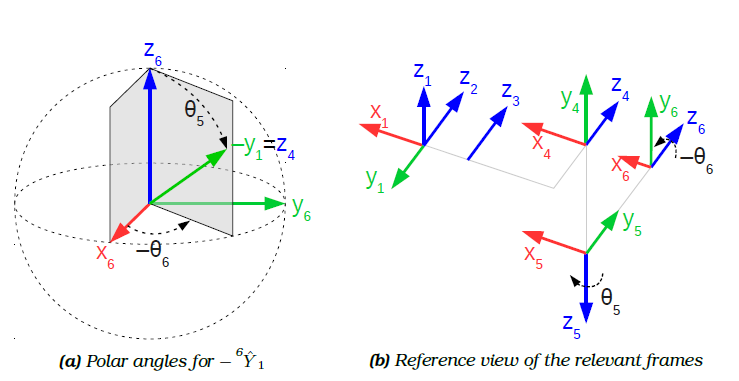 z6
θ5
–y1=z4
y6
x6
–θ6
(a) Polar angles for – ⁶Ŷ1
z1
z2
z3
x1
y1
y4
z4
x4
y6
z6
x6
–θ6
y5
x5
θ5
z5
(b) Reference view of the relevant frames